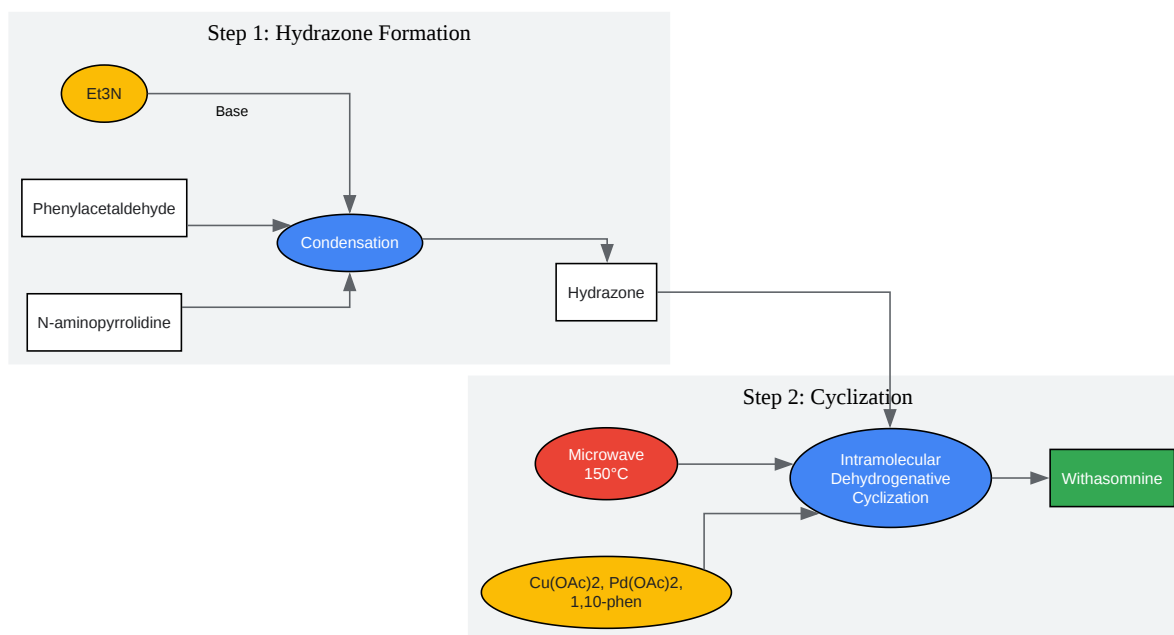 Step 1: Hydrazone Formation
Et3N
Base
Phenylacetaldehyde
Condensation
N-aminopyrrolidine
Hydrazone
Step 2: Cyclization
Microwave
150°C
Intramolecular
Dehydrogenative
Cyclization
Withasomnine
Cu(OAc)2, Pd(OAc)2,
1,10-phen